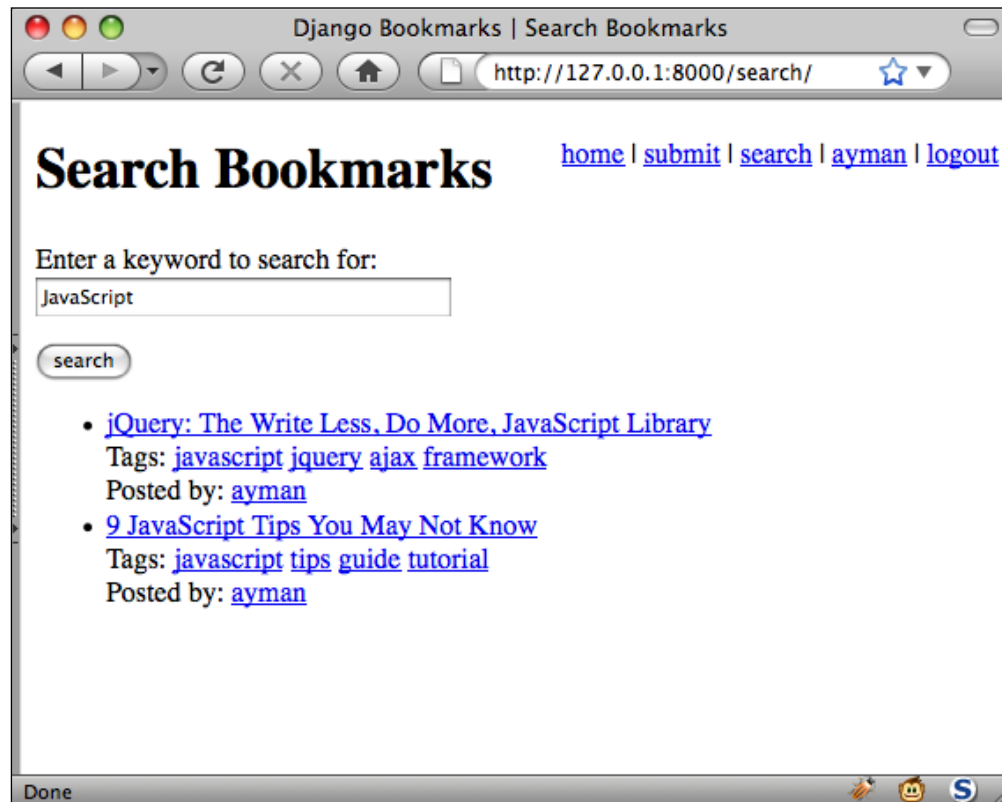 Django Bookmarks | Search Bookmarks
http://127.0.0.1:8000/search/
Search Bookmarks
home | submit | search | ayman | logout
Enter a keyword to search for:
JavaScript
search
• jQuery: The Write Less, Do More, JavaScript Library
Tags: javascript jquery ajax framework
Posted by: ayman
• 9 JavaScript Tips You May Not Know
Tags: javascript tips guide tutorial
Posted by: ayman
Done
S